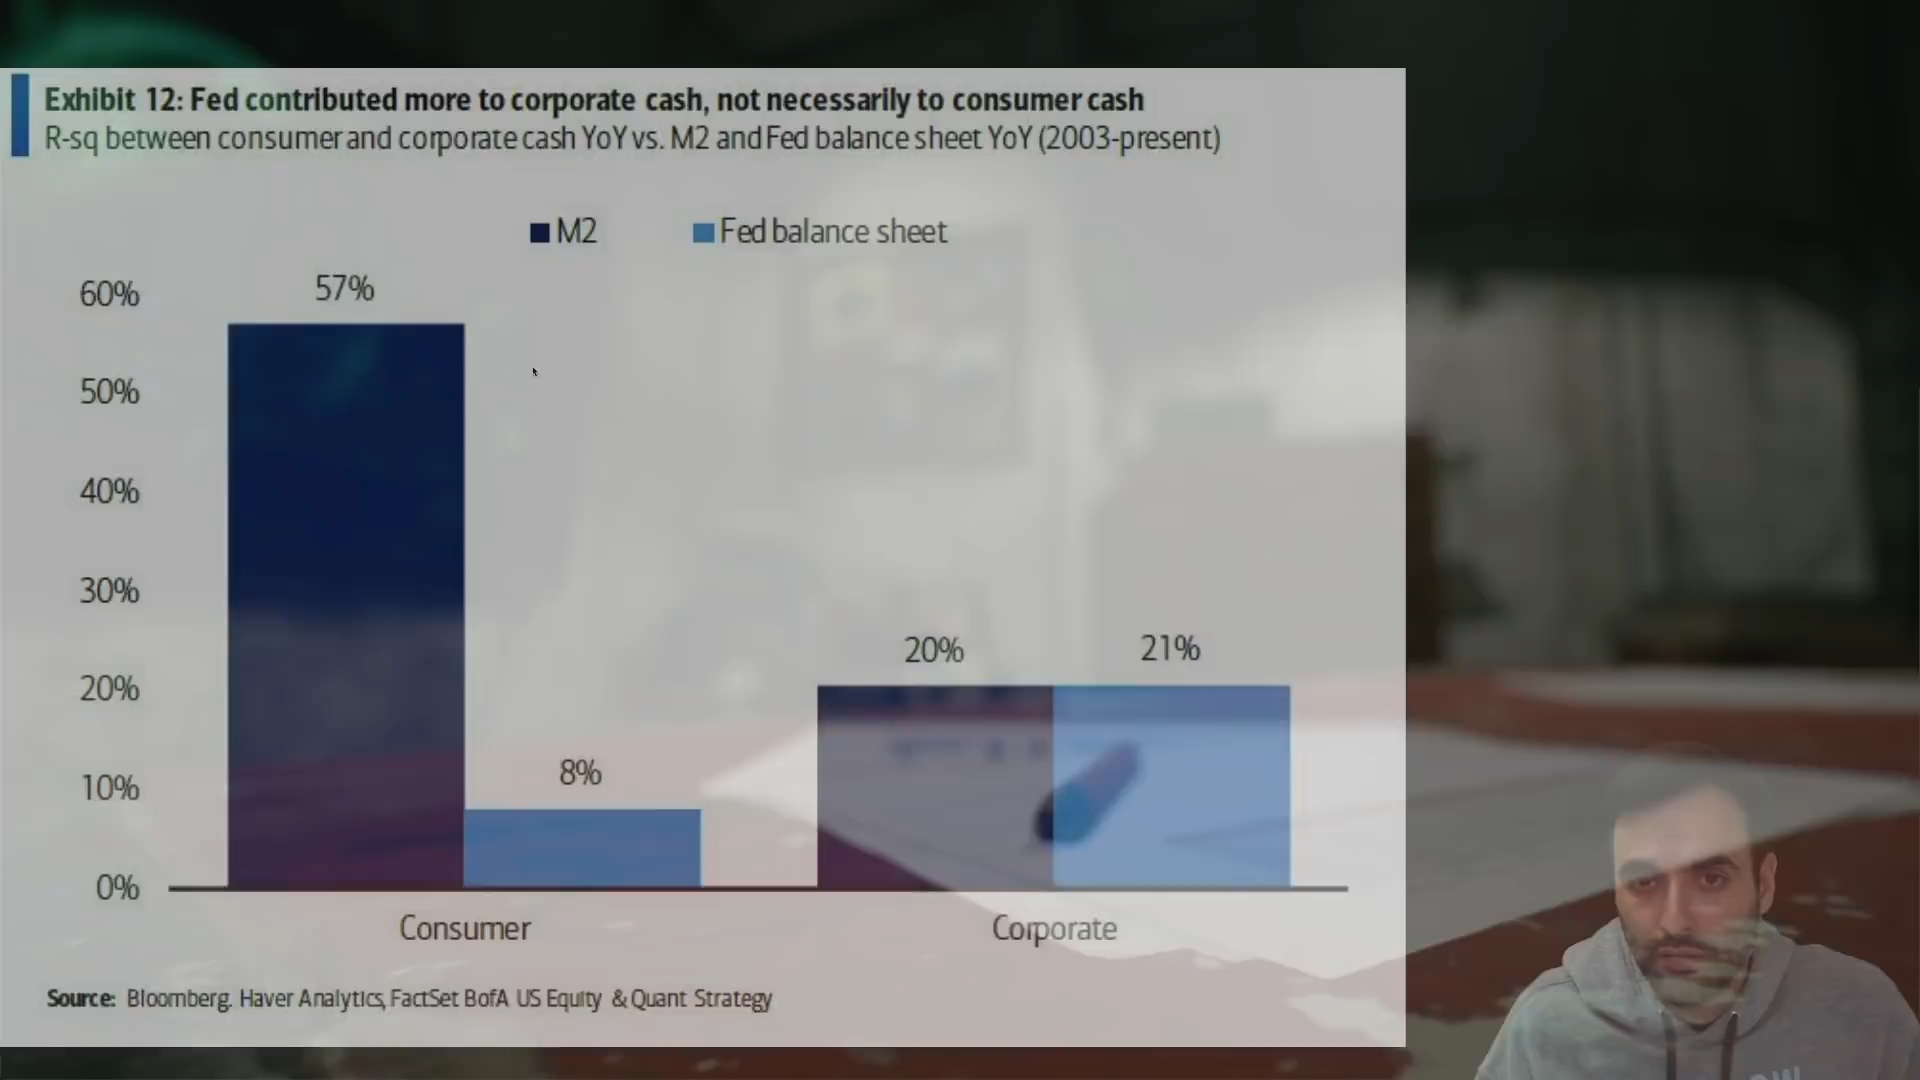 Exhibit 12: Fed contributed more to corporate cash, not necessarily to consumer cash
R-sq between consumer and corporate cash YoY vs. M2 and Fed balance sheet YoY (2003-present)
M2 Fed balance sheet
60%
57%
50%
40%
30%
20%
10%
0%
8%
20%
21%
Consumer
Corporate
Source: Bloomberg. Haver Analytics, FactSet BofA US Equity & Quant Strategy